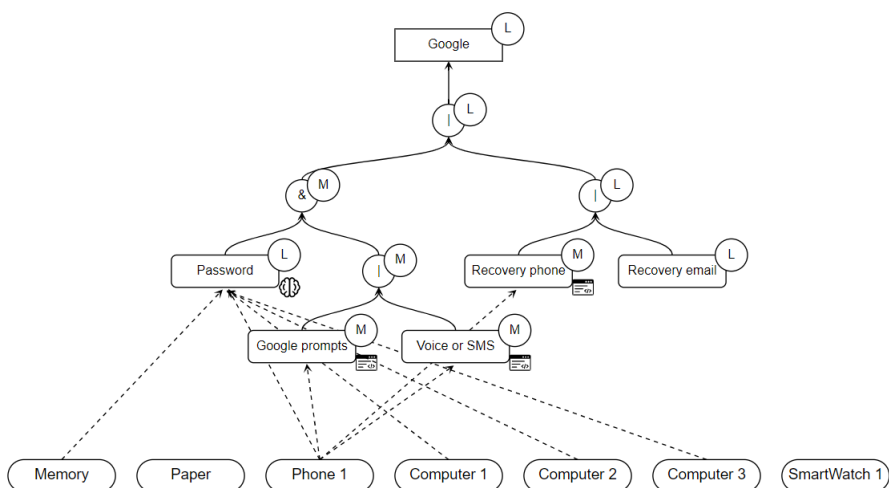 Google
L
|
L
&
M
|
L
Password
L
|
M
Recovery phone
M
Recovery email
L
Google prompts
M
Voice or SMS
M
Memory
Paper
Phone 1
Computer 1
Computer 2
Computer 3
SmartWatch 1